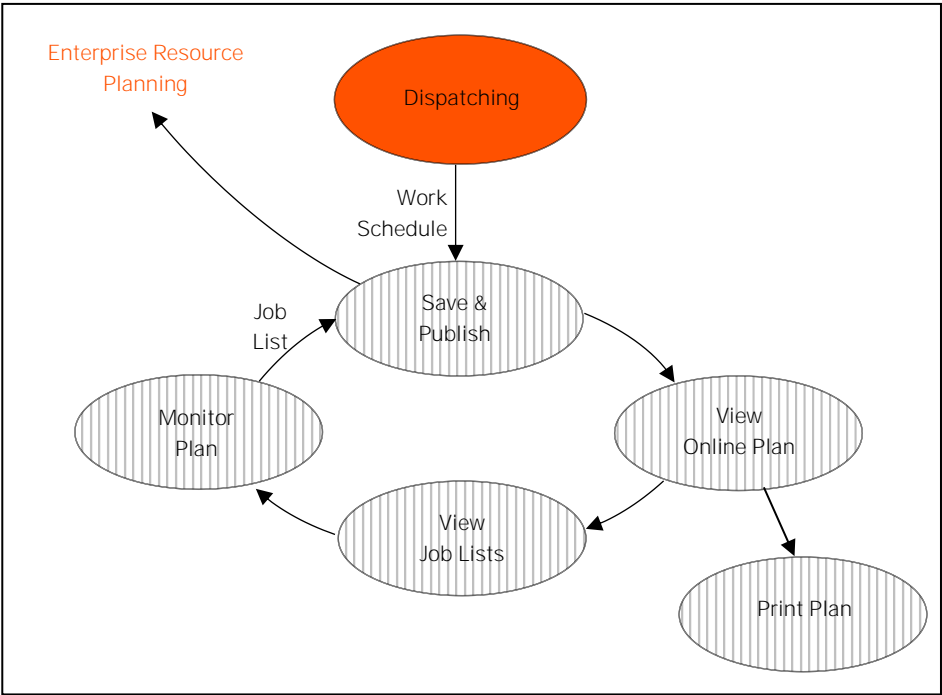 Enterprise Resource
Planning
Dispatching
Work
Schedule
Save &
Publish
Job
List
Monitor
Plan
View
Online Plan
View
Job Lists
Print Plan